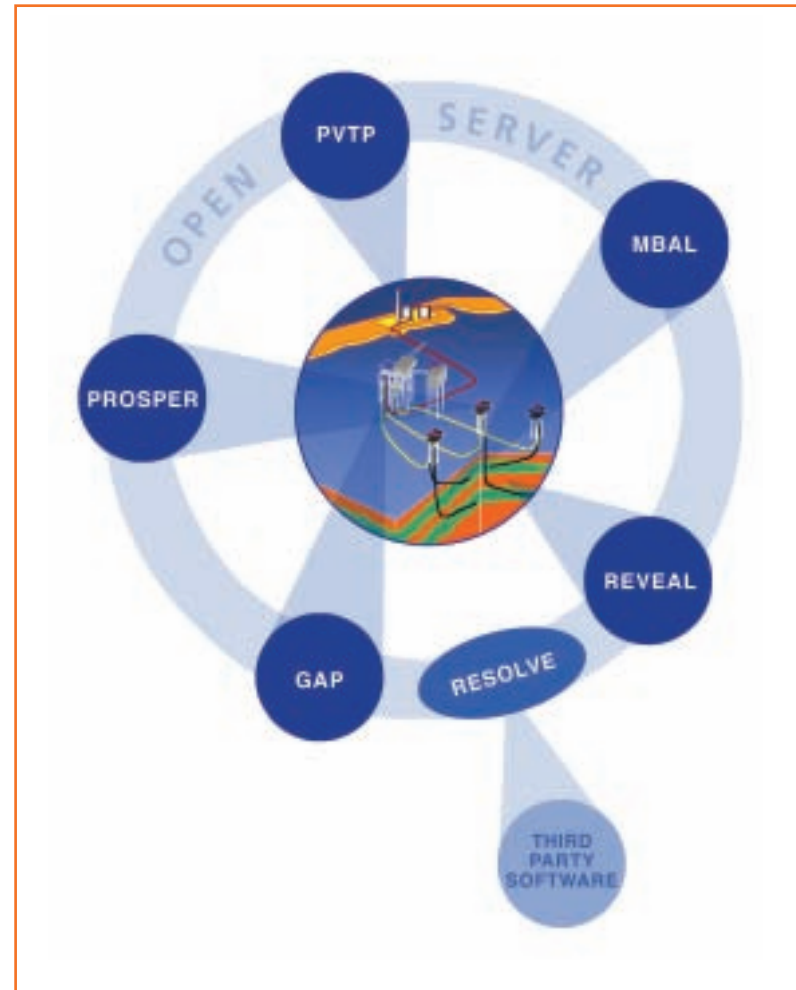 PVTP
OPEN SERVER
MBAL
PROSPER
REVEAL
RESOLVE
GAP
THIRD
PARTY
SOFTWARE